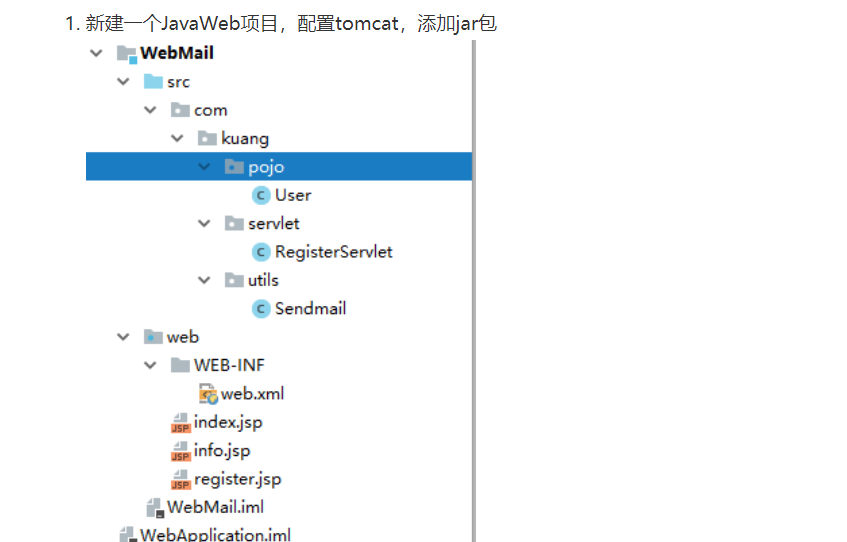 1. 新建一个JavaWeb项目，配置tomcat，添加jar包
WebMail
src
com
kuang
pojo
User
servlet
RegisterServlet
utils
Sendmail
web
WEB-INF
web.xml
index.jsp
info.jsp
register.jsp
WebMail.iml
WebApplication.iml